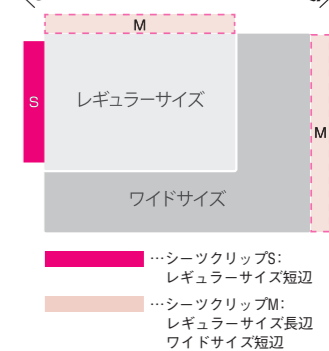 M
S
レギュラーサイズ
M
ワイドサイズ
…シーツクリップS：
レギュラーサイズ短辺
…シーツクリップM：
レギュラーサイズ長辺
ワイドサイズ短辺